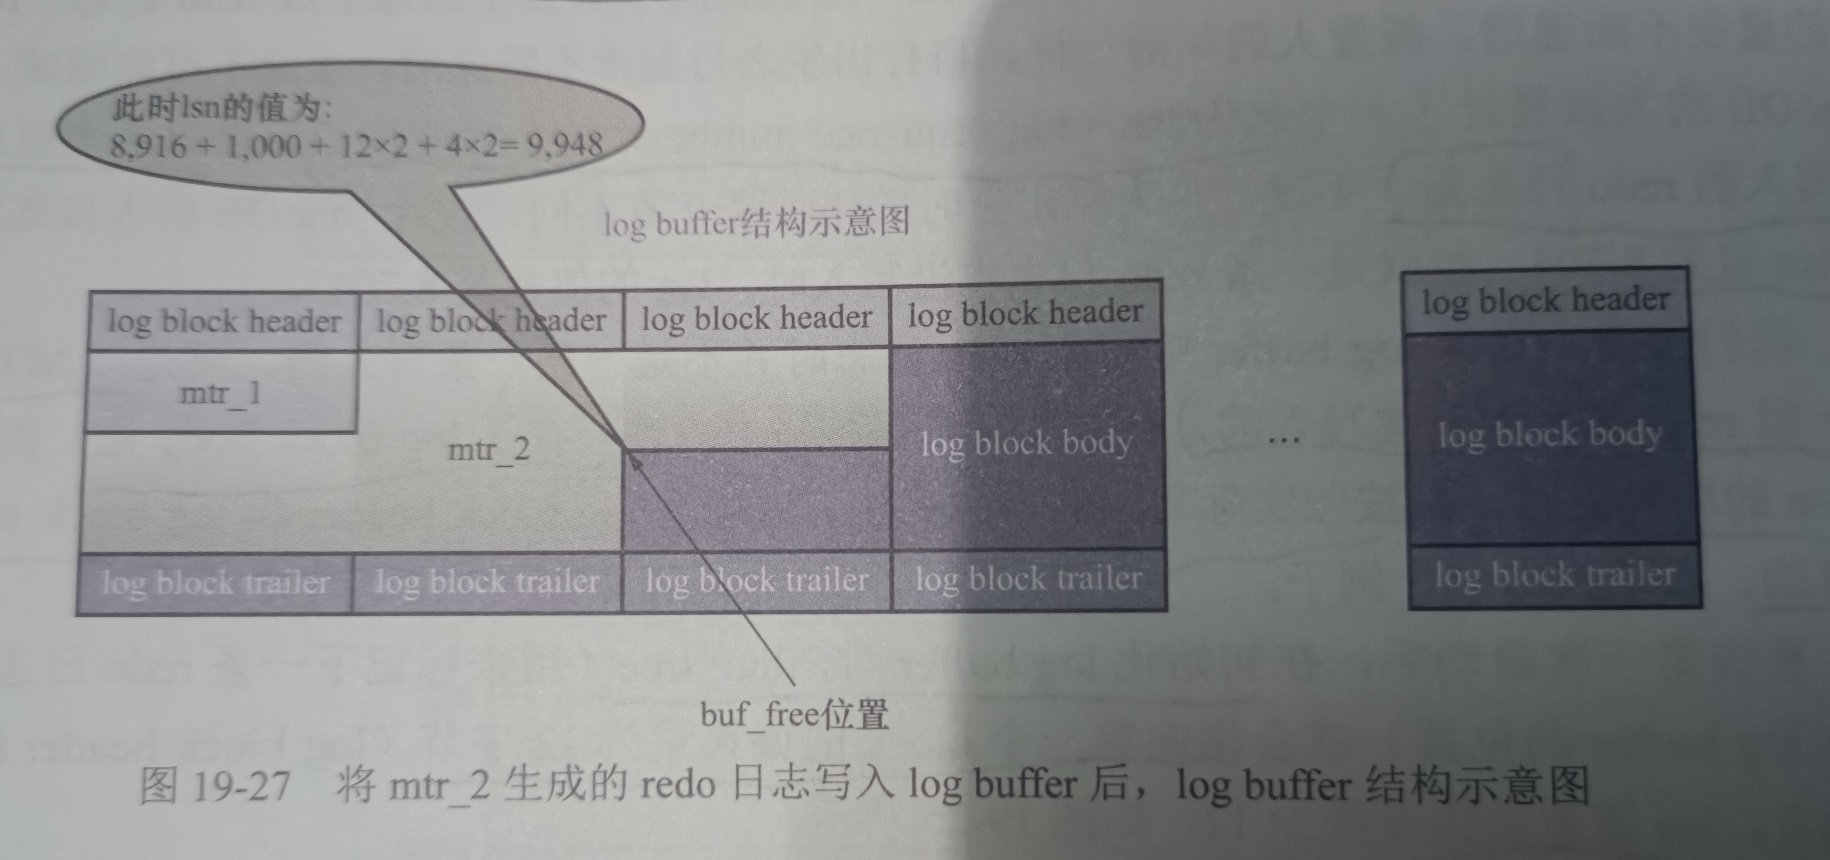 此时lsn的值为:
8,916 + 1,000 + 12×2 + 4×2= 9,948
log buffer结构示意图
log block header log block header log block header log block header log block header
mtr_1
mtr_2
log block body ... log block body
log block trailer log block trailer log block trailer log block trailer log block trailer
buf_free位置
图 19-27 将 mtr_2 生成的 redo 日志写入 log buffer 后，log buffer 结构示意图